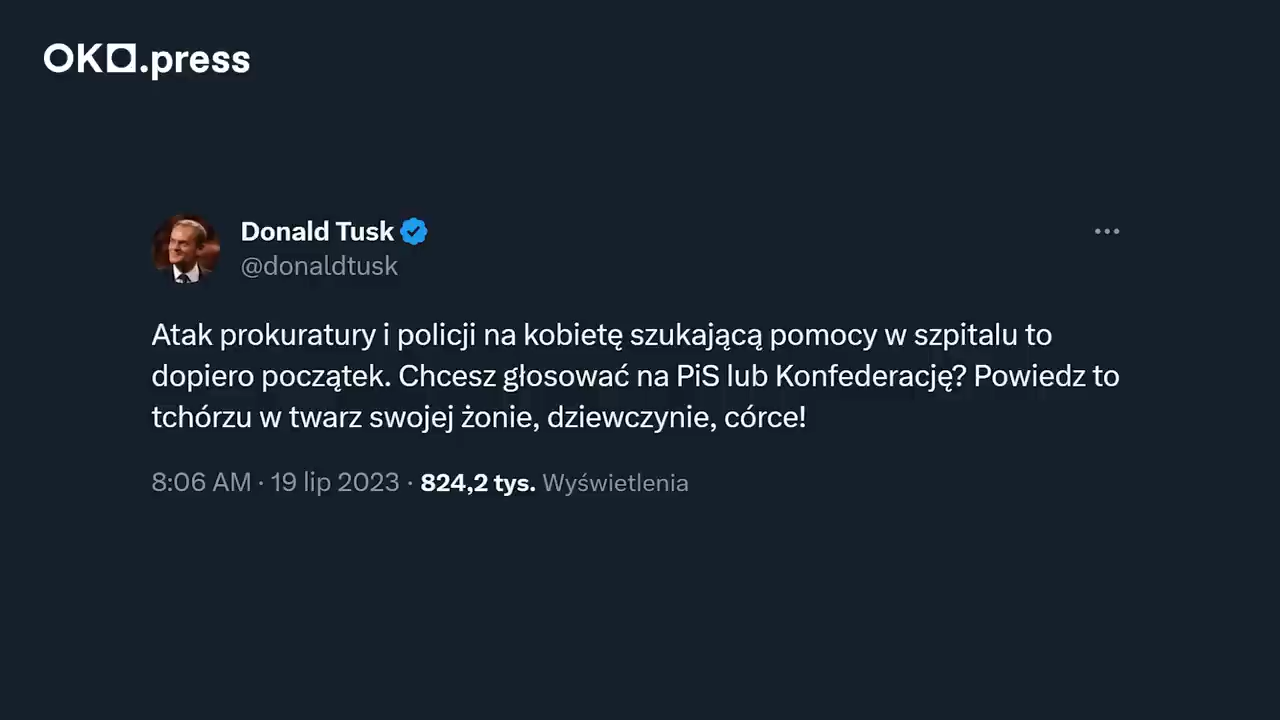 OKO.press
Donald Tusk
@donaldtusk
Atak prokuratury i policji na kobietę szukającą pomocy w szpitalu to
dopiero początek. Chcesz głosować na PiS lub Konfederację? Powiedz to
tchórzu w twarz swojej żonie, dziewczynie, córce!
8:06 AM · 19 lip 2023 · 824,2 tys. Wyświetlenia